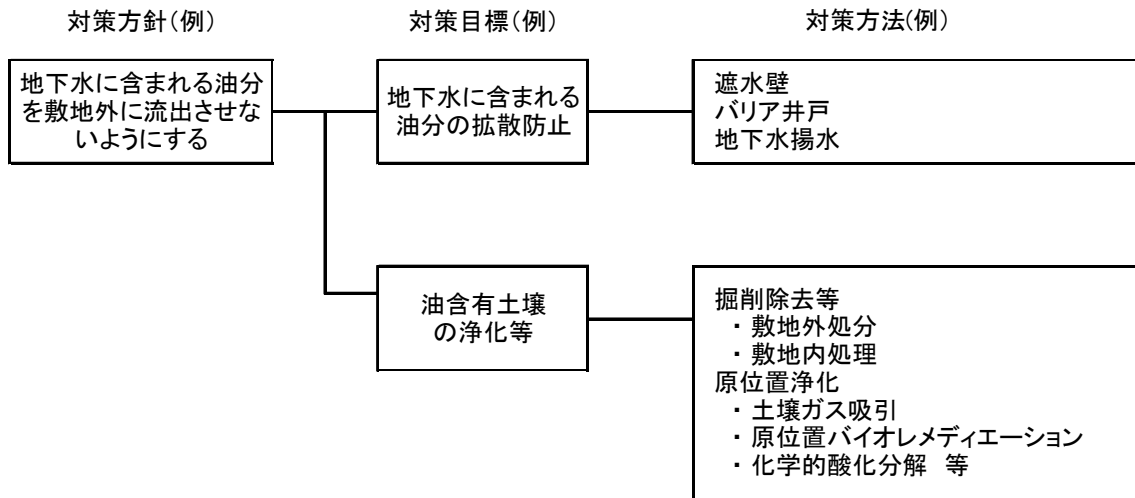 対策方針(例)
対策目標(例)
対策方法(例)
地下水に含まれる油分
を敷地外に流出させな
いようにする
地下水に含まれる
油分の拡散防止
遮水壁
バリア井戸
地下水揚水
油含有土壌
の浄化等
掘削除去等
・敷地外処分
・敷地内処理
原位置浄化
・土壌ガス吸引
・原位置バイオレメディエーション
・化学的酸化分解 等